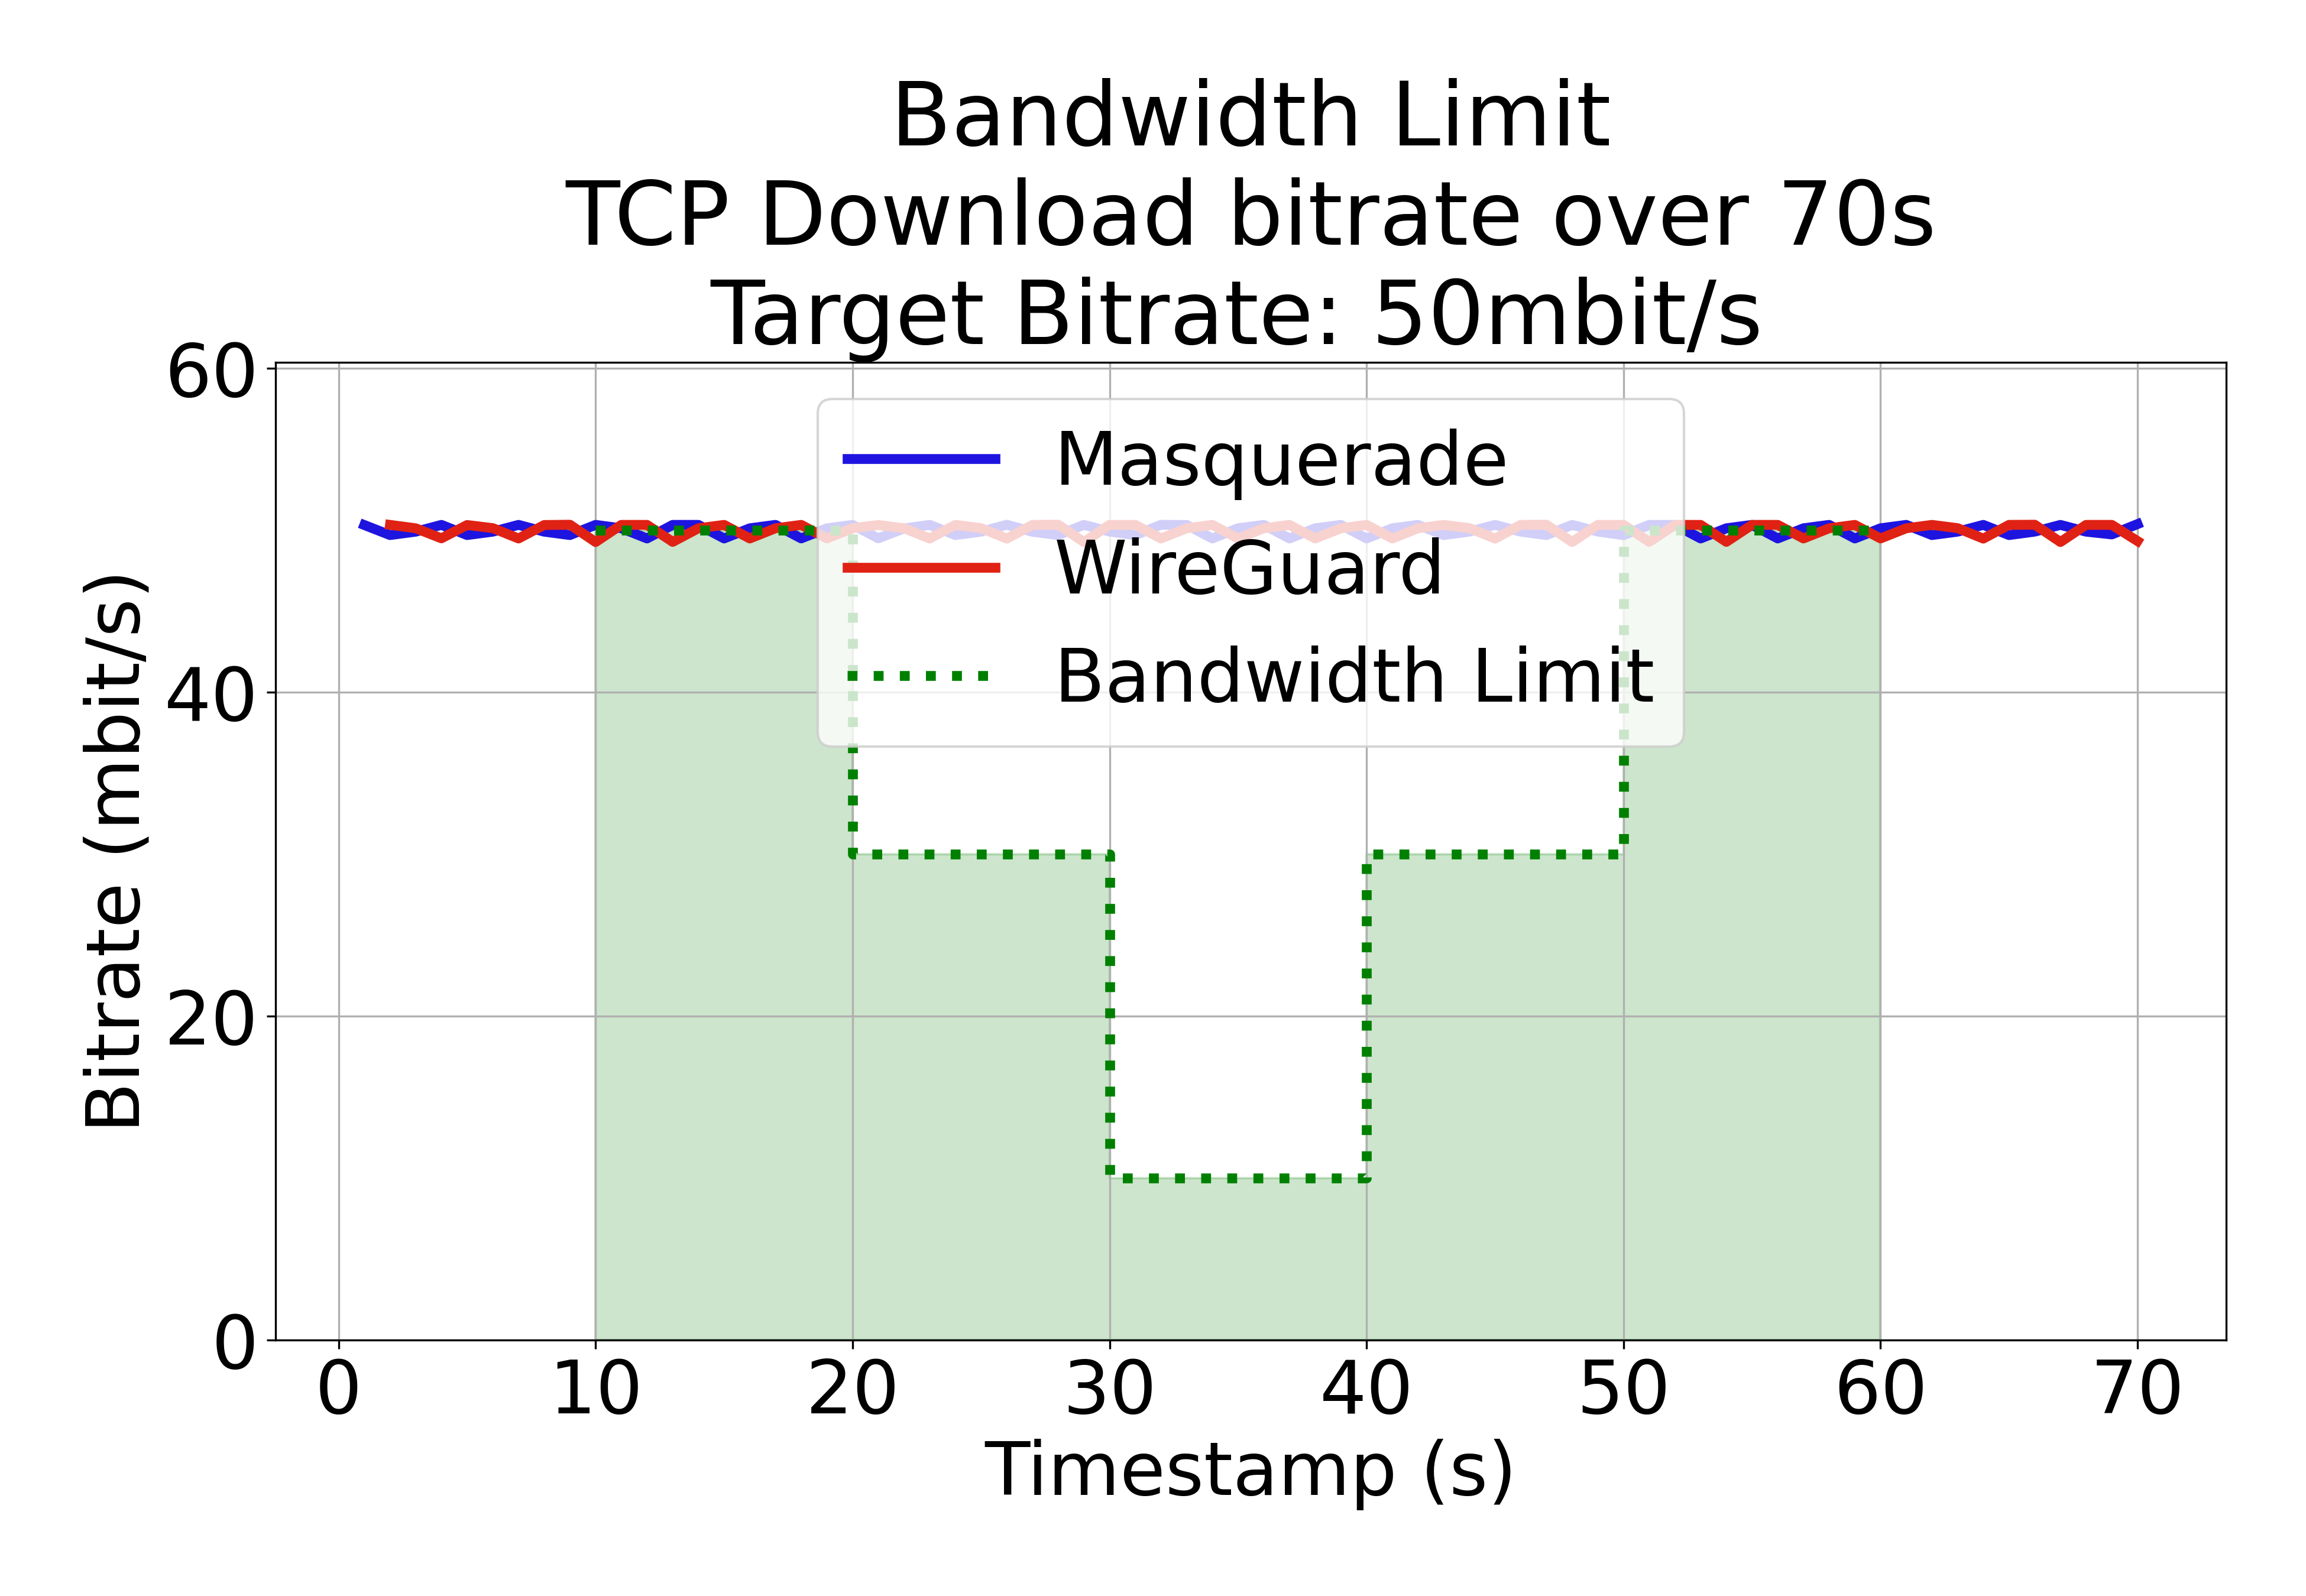 Bandwidth Limit
TCP Download bitrate over 70s
Target Bitrate: 50mbit/s
60
40
20
0
Bitrate (mbit/s)
Masquerade
WireGuard
Bandwidth Limit
0 10 20 30 40 50 60 70
Timestamp (s)